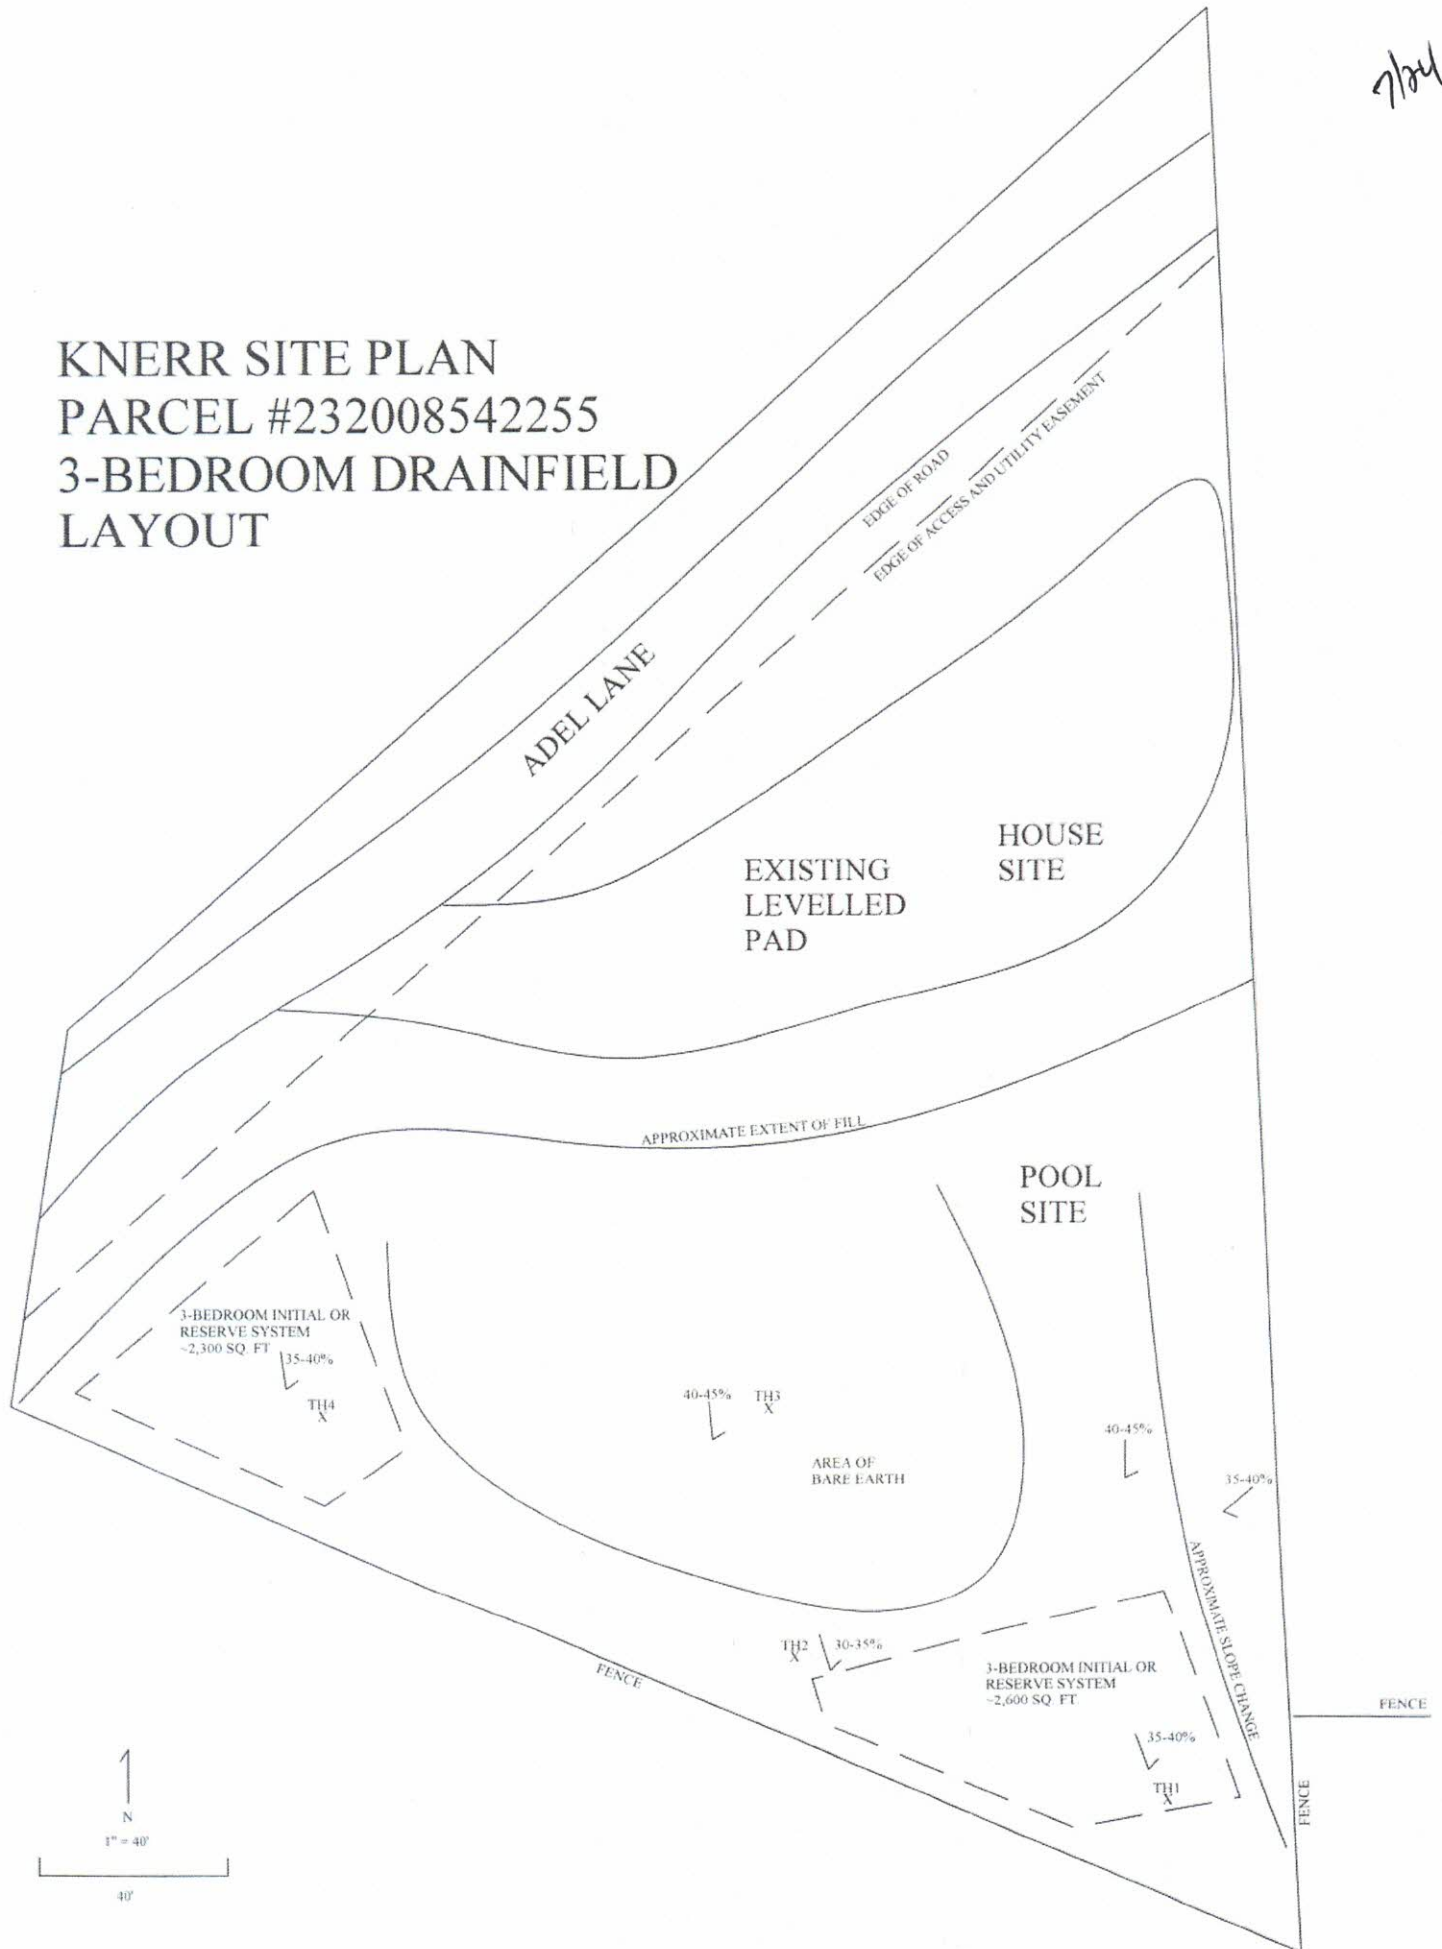 7/24
KNERR SITE PLAN
PARCEL #232008542255
3-BEDROOM DRAINFIELD
LAYOUT
EDGE OF ROAD
EDGE OF ACCESS AND UTILITY EASEMENT
ADEL LANE
HOUSE
SITE
EXISTING
LEVELLED
PAD
APPROXIMATE EXTENT OF FILL
POOL
SITE
3-BEDROOM INITIAL OR
RESERVE SYSTEM
~2,300 SQ. FT
35-40%
TH4
X
40-45%
TH3
X
AREA OF
BARE EARTH
40-45%
35-40%
APPROXIMATE SLOPE CHANGE
TH2
X
30-35%
3-BEDROOM INITIAL OR
RESERVE SYSTEM
~2,600 SQ. FT
35-40%
TH1
X
FENCE
FENCE
FENCE
N
1" = 40'
40'